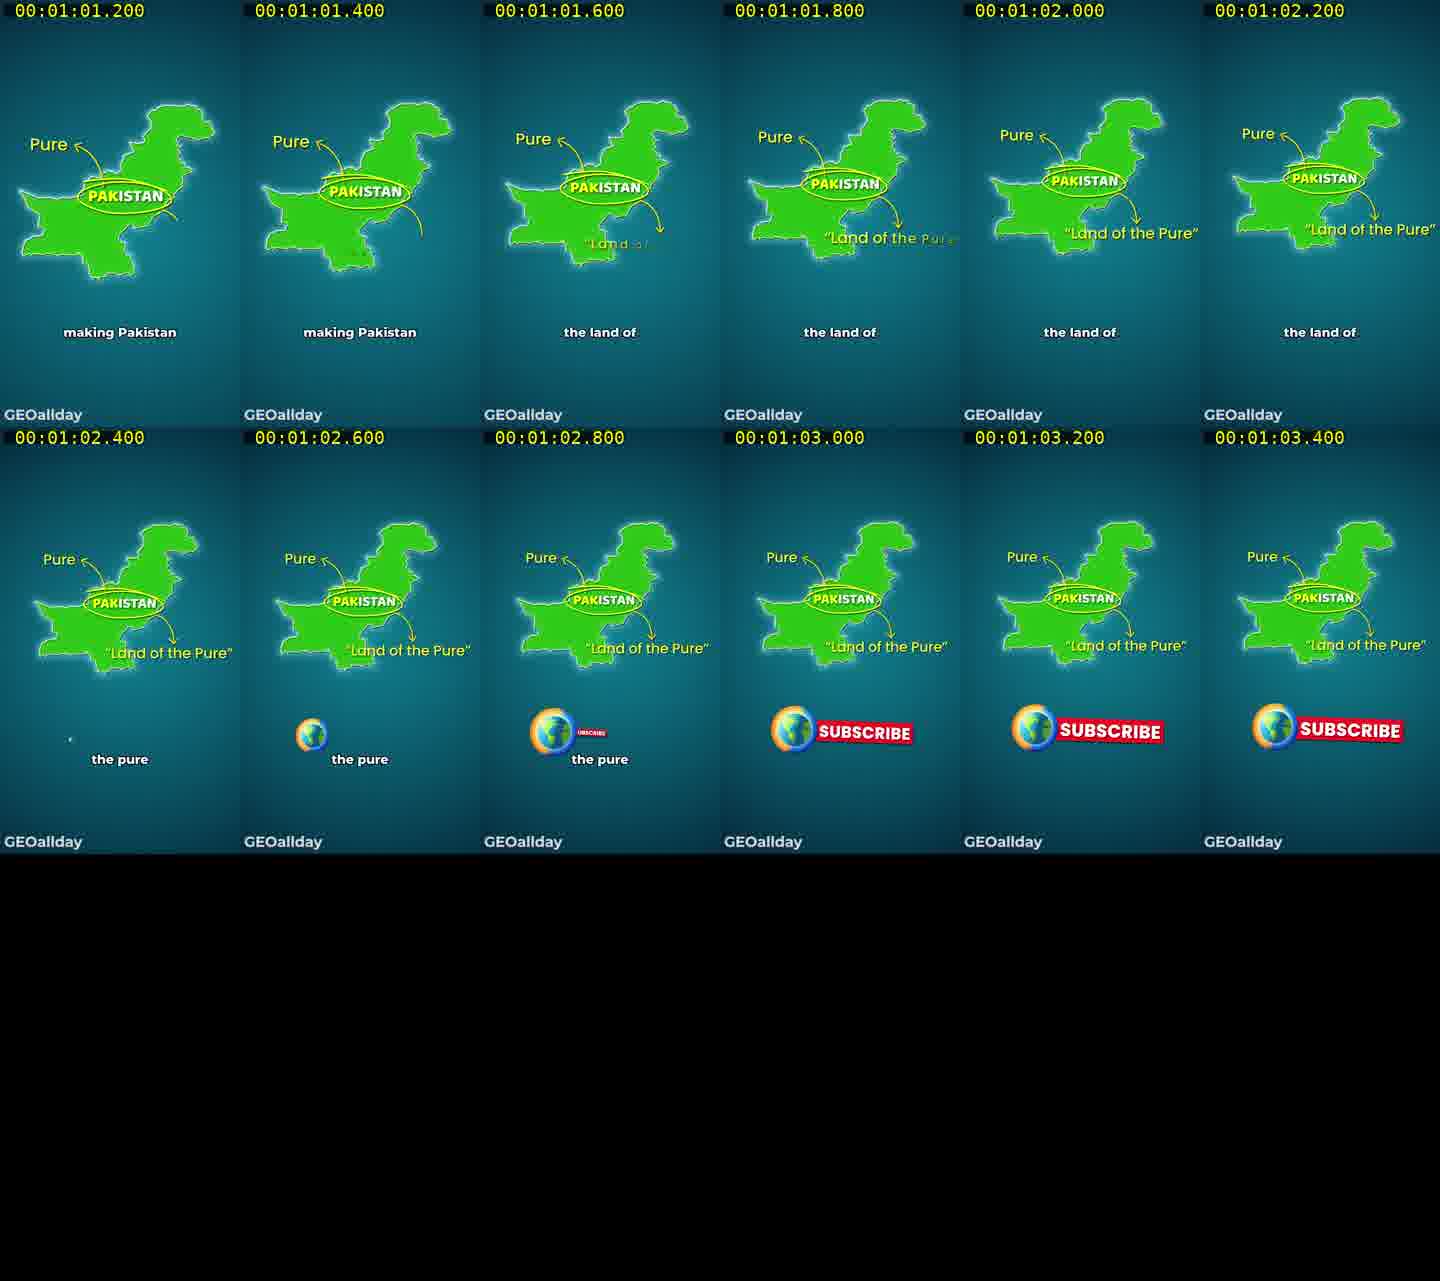 00:01:01.200
Pure
PAKISTAN
making Pakistan
GEOallday
00:01:01.400
Pure
PAKISTAN
making Pakistan
GEOallday
00:01:01.600
Pure
PAKISTAN
"Land of
the land of
GEOallday
00:01:01.800
Pure
PAKISTAN
"Land of the Pure
the land of
GEOallday
00:01:02.000
Pure
PAKISTAN
"Land of the Pure"
the land of
GEOallday
00:01:02.200
Pure
PAKISTAN
"Land of the Pure"
the land of
GEOallday
00:01:02.400
Pure
PAKISTAN
"Land of the Pure"
the pure
GEOallday
00:01:02.600
Pure
PAKISTAN
"Land of the Pure"
the pure
GEOallday
00:01:02.800
Pure
PAKISTAN
"Land of the Pure"
UBSCRIBE
the pure
GEOallday
00:01:03.000
Pure
PAKISTAN
"Land of the Pure"
SUBSCRIBE
GEOallday
00:01:03.200
Pure
PAKISTAN
"Land of the Pure"
SUBSCRIBE
GEOallday
00:01:03.400
Pure
PAKISTAN
"Land of the Pure"
SUBSCRIBE
GEOallday